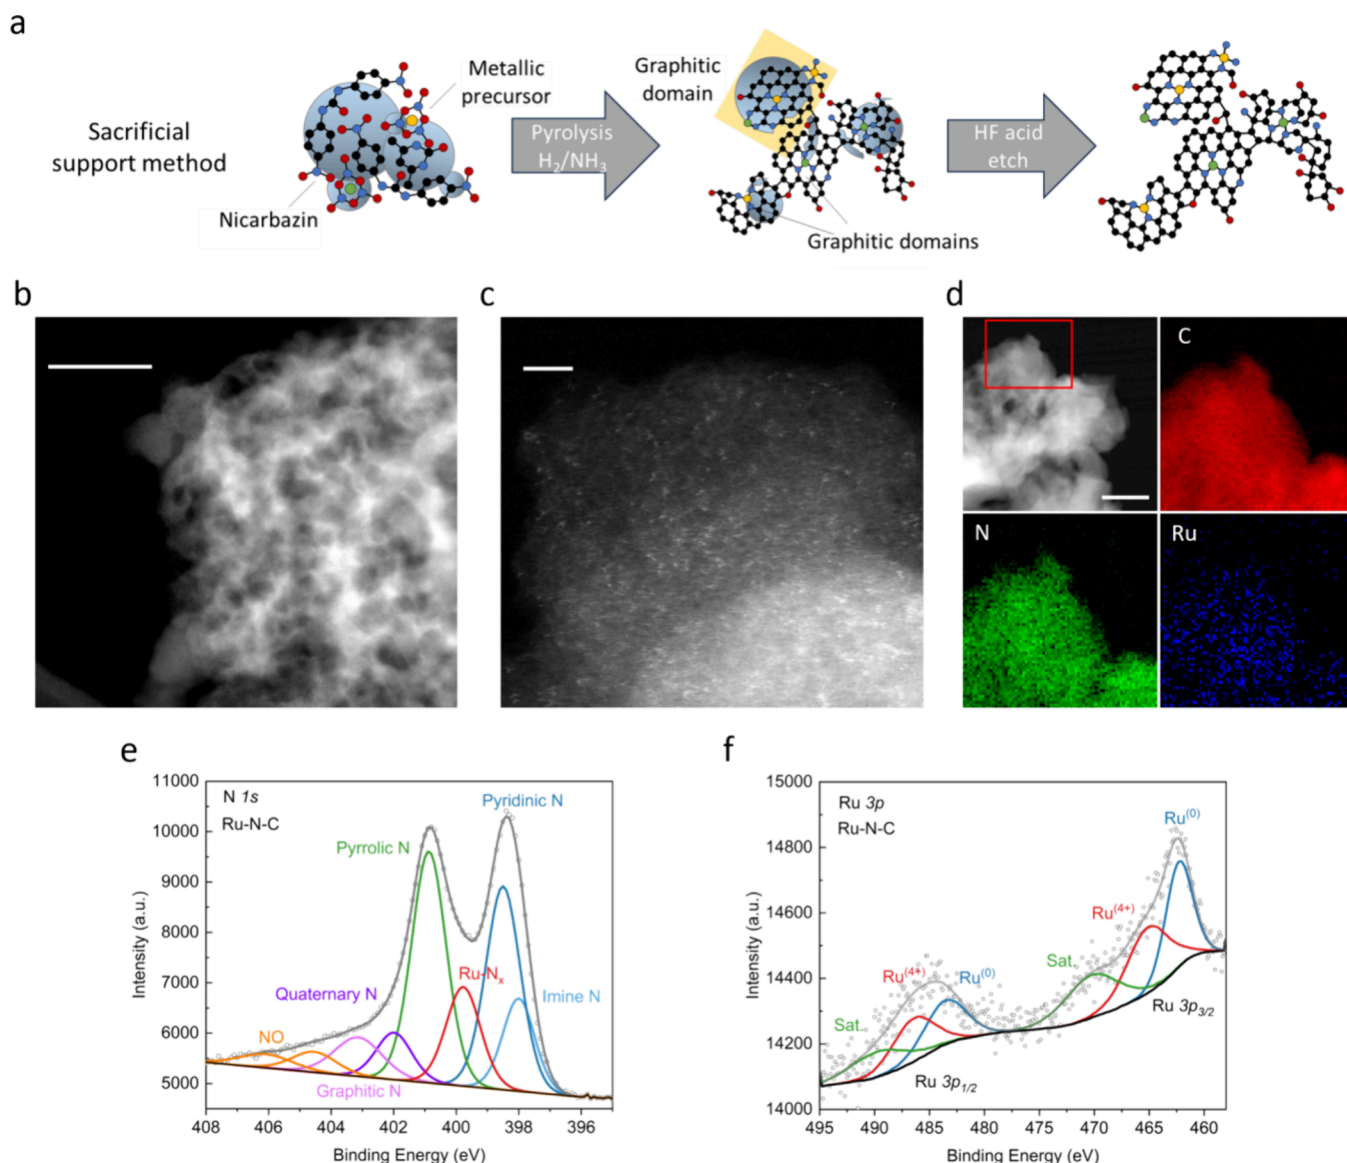 a
Sacrificial
support method
Metallic
precursor
Nicarbazin
Pyrolysis
H₂/NH₃
Graphitic
domain
Graphitic domains
HF acid
etch
b
c
d
C
N
Ru
e
N 1s
Ru-N-C
Pyridinic N
Pyrrolic N
Ru-Nₓ
Quaternary N
Imine N
NO
Graphitic N
11000
10000
9000
8000
7000
6000
5000
Intensity (a.u.)
408 406 404 402 400 398 396
Binding Energy (eV)
f
Ru 3p
Ru-N-C
Ru⁽⁰⁾
Ru⁽⁴⁺⁾
Sat.
Ru 3p₃/₂
Ru⁽⁴⁺⁾
Ru⁽⁰⁾
Sat.
Ru 3p₁/₂
15000
14800
14600
14400
14200
14000
Intensity (a.u.)
495 490 485 480 475 470 465 460
Binding Energy (eV)